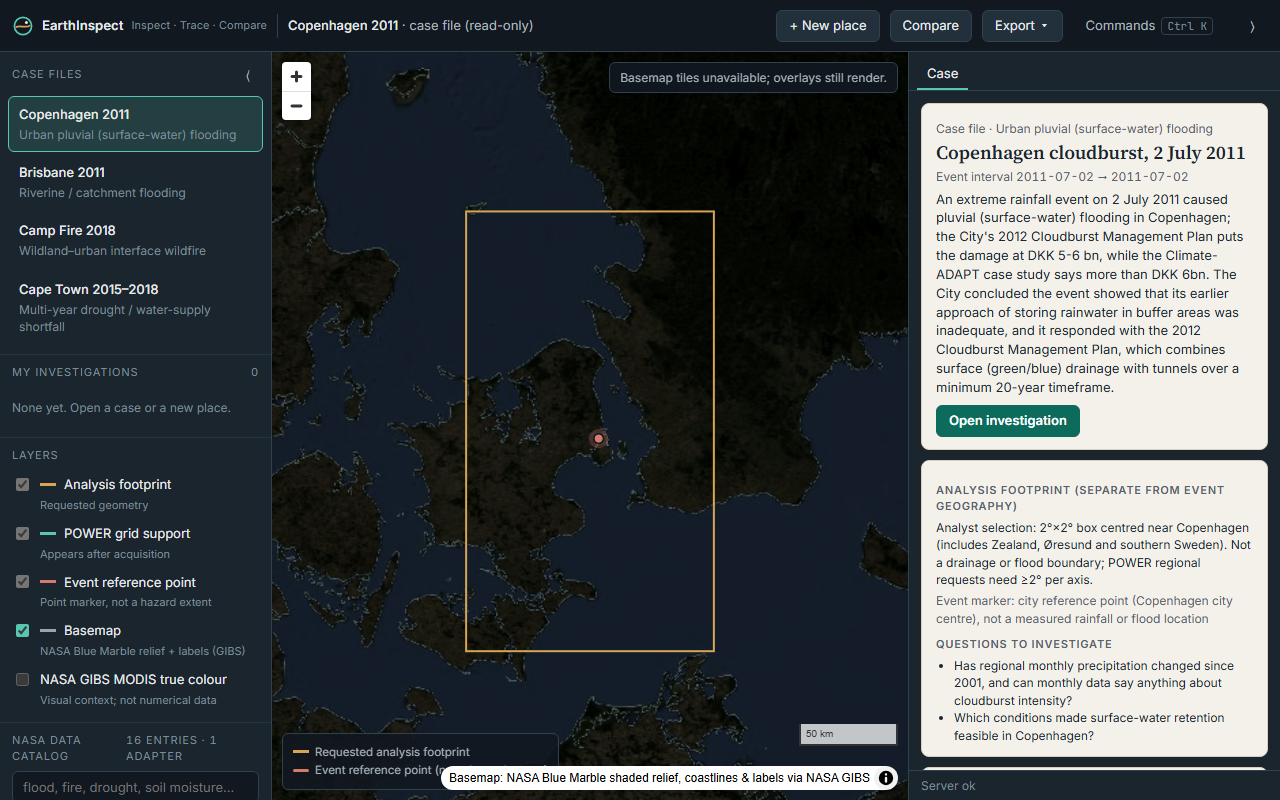 EarthInspect Inspect · Trace · Compare Copenhagen 2011 · case file (read-only) + New place Compare Export Commands Ctrl K
CASE FILES
Copenhagen 2011
Urban pluvial (surface-water) flooding
Brisbane 2011
Riverine / catchment flooding
Camp Fire 2018
Wildland–urban interface wildfire
Cape Town 2015–2018
Multi-year drought / water-supply
shortfall
MY INVESTIGATIONS 0
None yet. Open a case or a new place.
LAYERS
Analysis footprint
Requested geometry
POWER grid support
Appears after acquisition
Event reference point
Point marker, not a hazard extent
Basemap
NASA Blue Marble relief + labels (GIBS)
NASA GIBS MODIS true colour
Visual context; not numerical data
NASA DATA
CATALOG
16 ENTRIES · 1
ADAPTER
flood, fire, drought, soil moisture...
+
−
Basemap tiles unavailable; overlays still render.
50 km
Requested analysis footprint
Event reference point
Basemap: NASA Blue Marble shaded relief, coastlines & labels via NASA GIBS
Case
Case file · Urban pluvial (surface-water) flooding
Copenhagen cloudburst, 2 July 2011
Event interval 2011-07-02 → 2011-07-02
An extreme rainfall event on 2 July 2011 caused
pluvial (surface-water) flooding in Copenhagen;
the City's 2012 Cloudburst Management Plan puts
the damage at DKK 5-6 bn, while the Climate-
ADAPT case study says more than DKK 6bn. The
City concluded the event showed that its earlier
approach of storing rainwater in buffer areas was
inadequate, and it responded with the 2012
Cloudburst Management Plan, which combines
surface (green/blue) drainage with tunnels over a
minimum 20-year timeframe.
Open investigation
ANALYSIS FOOTPRINT (SEPARATE FROM EVENT
GEOGRAPHY)
Analyst selection: 2°×2° box centred near Copenhagen
(includes Zealand, Øresund and southern Sweden). Not
a drainage or flood boundary; POWER regional
requests need ≥2° per axis.
Event marker: city reference point (Copenhagen city
centre), not a measured rainfall or flood location
QUESTIONS TO INVESTIGATE
• Has regional monthly precipitation changed since
2001, and can monthly data say anything about
cloudburst intensity?
• Which conditions made surface-water retention
feasible in Copenhagen?
Server ok